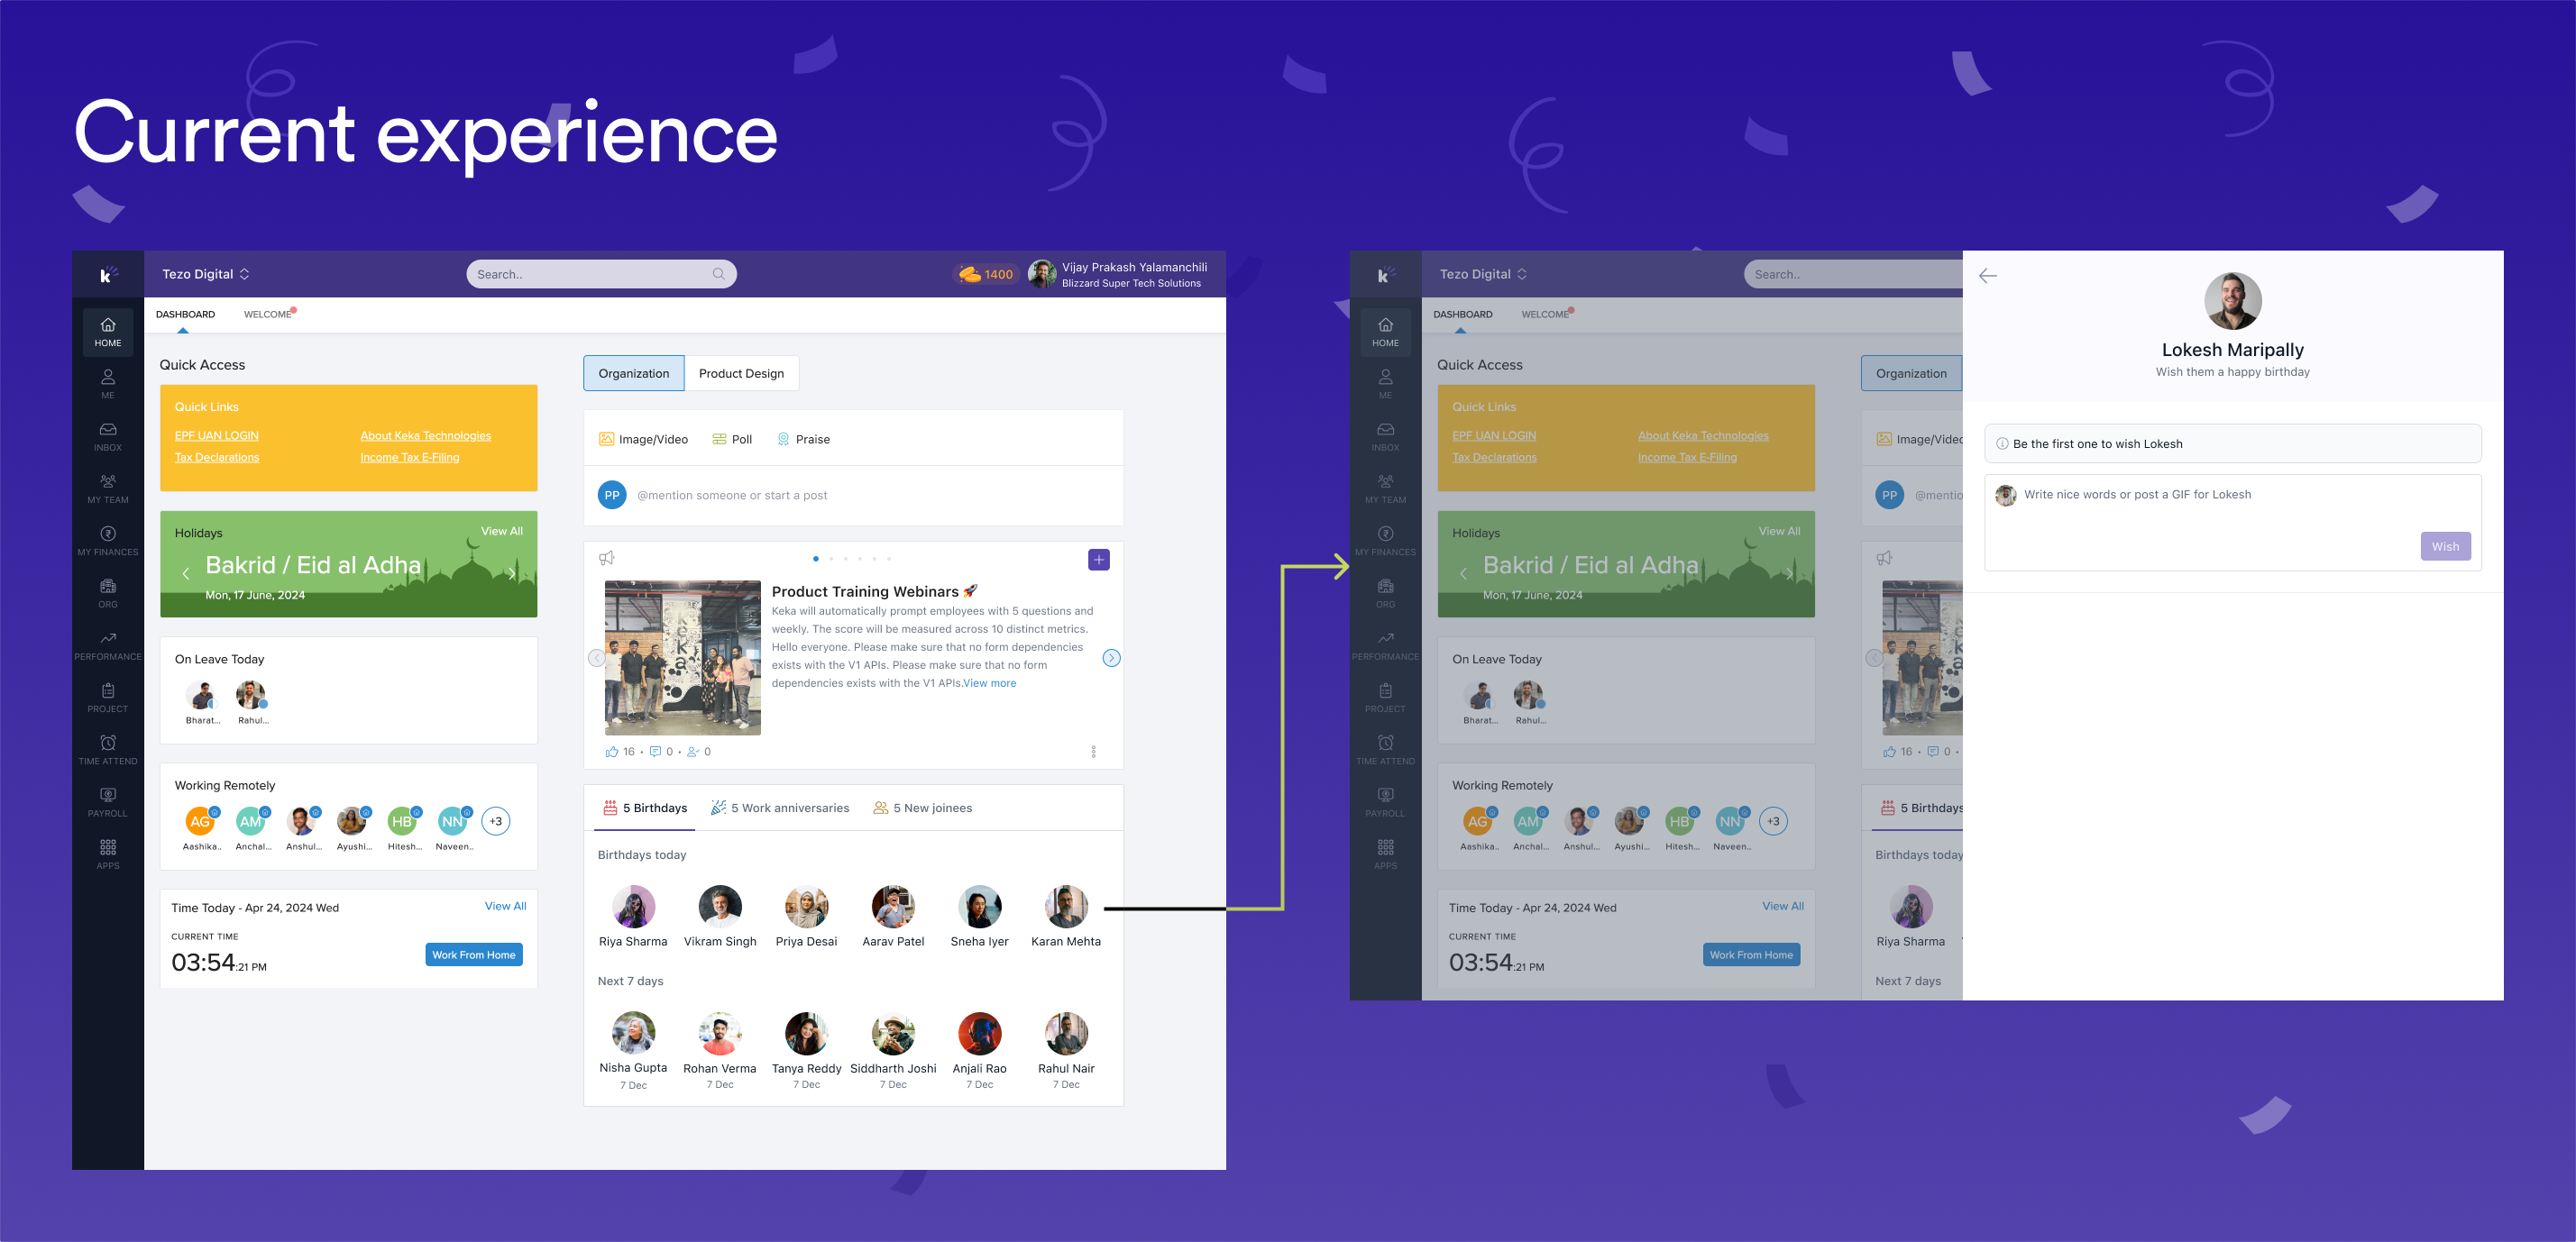 Current experience
k
Tezo Digital
Search..
1400
Vijay Prakash Yalamanchili
Blizzard Super Tech Solutions
DASHBOARD
WELCOME
HOME
ME
INBOX
MY TEAM
MY FINANCES
ORG
PERFORMANCE
PROJECT
TIME ATTEND
PAYROLL
APPS
Quick Access
Quick Links
EPF UAN LOGIN
About Keka Technologies
Tax Declarations
Income Tax E-Filing
Holidays
View All
Bakrid / Eid al Adha
Mon, 17 June, 2024
On Leave Today
Bharat...
Rahul...
Working Remotely
AG
AM
HB
NN
+3
Aashika..
Anchal...
Anshul...
Ayushi...
Hitesh...
Naveen..
Time Today - Apr 24, 2024 Wed
View All
CURRENT TIME
03:54:21 PM
Work From Home
Organization
Product Design
Image/Video
Poll
Praise
PP
@mention someone or start a post
Product Training Webinars 🚀
Keka will automatically prompt employees with 5 questions and
weekly. The score will be measured across 10 distinct metrics.
Hello everyone. Please make sure that no form dependencies
exists with the V1 APIs. Please make sure that no form
dependencies exists with the V1 APIs.View more
keka
16 • 0 • 0
5 Birthdays
5 Work anniversaries
5 New joinees
Birthdays today
Riya Sharma
Vikram Singh
Priya Desai
Aarav Patel
Sneha Iyer
Karan Mehta
Next 7 days
Nisha Gupta
Rohan Verma
Tanya Reddy
Siddharth Joshi
Anjali Rao
Rahul Nair
7 Dec
7 Dec
7 Dec
7 Dec
7 Dec
7 Dec
k
Tezo Digital
Search..
DASHBOARD
WELCOME
HOME
ME
INBOX
MY TEAM
MY FINANCES
ORG
PERFORMANCE
PROJECT
TIME ATTEND
PAYROLL
APPS
Quick Access
Quick Links
EPF UAN LOGIN
About Keka Technologies
Tax Declarations
Income Tax E-Filing
Holidays
View All
Bakrid / Eid al Adha
Mon, 17 June, 2024
On Leave Today
Bharat...
Rahul...
Working Remotely
AG
AM
HB
NN
+3
Aashika..
Anchal...
Anshul...
Ayushi...
Hitesh...
Naveen..
Time Today - Apr 24, 2024 Wed
View All
CURRENT TIME
03:54:21 PM
Work From Home
Organization
Image/Video
PP
@mention
16 • 0 •
5 Birthdays
Birthdays today
Riya Sharma
Next 7 days
Lokesh Maripally
Wish them a happy birthday
Be the first one to wish Lokesh
Write nice words or post a GIF for Lokesh
Wish